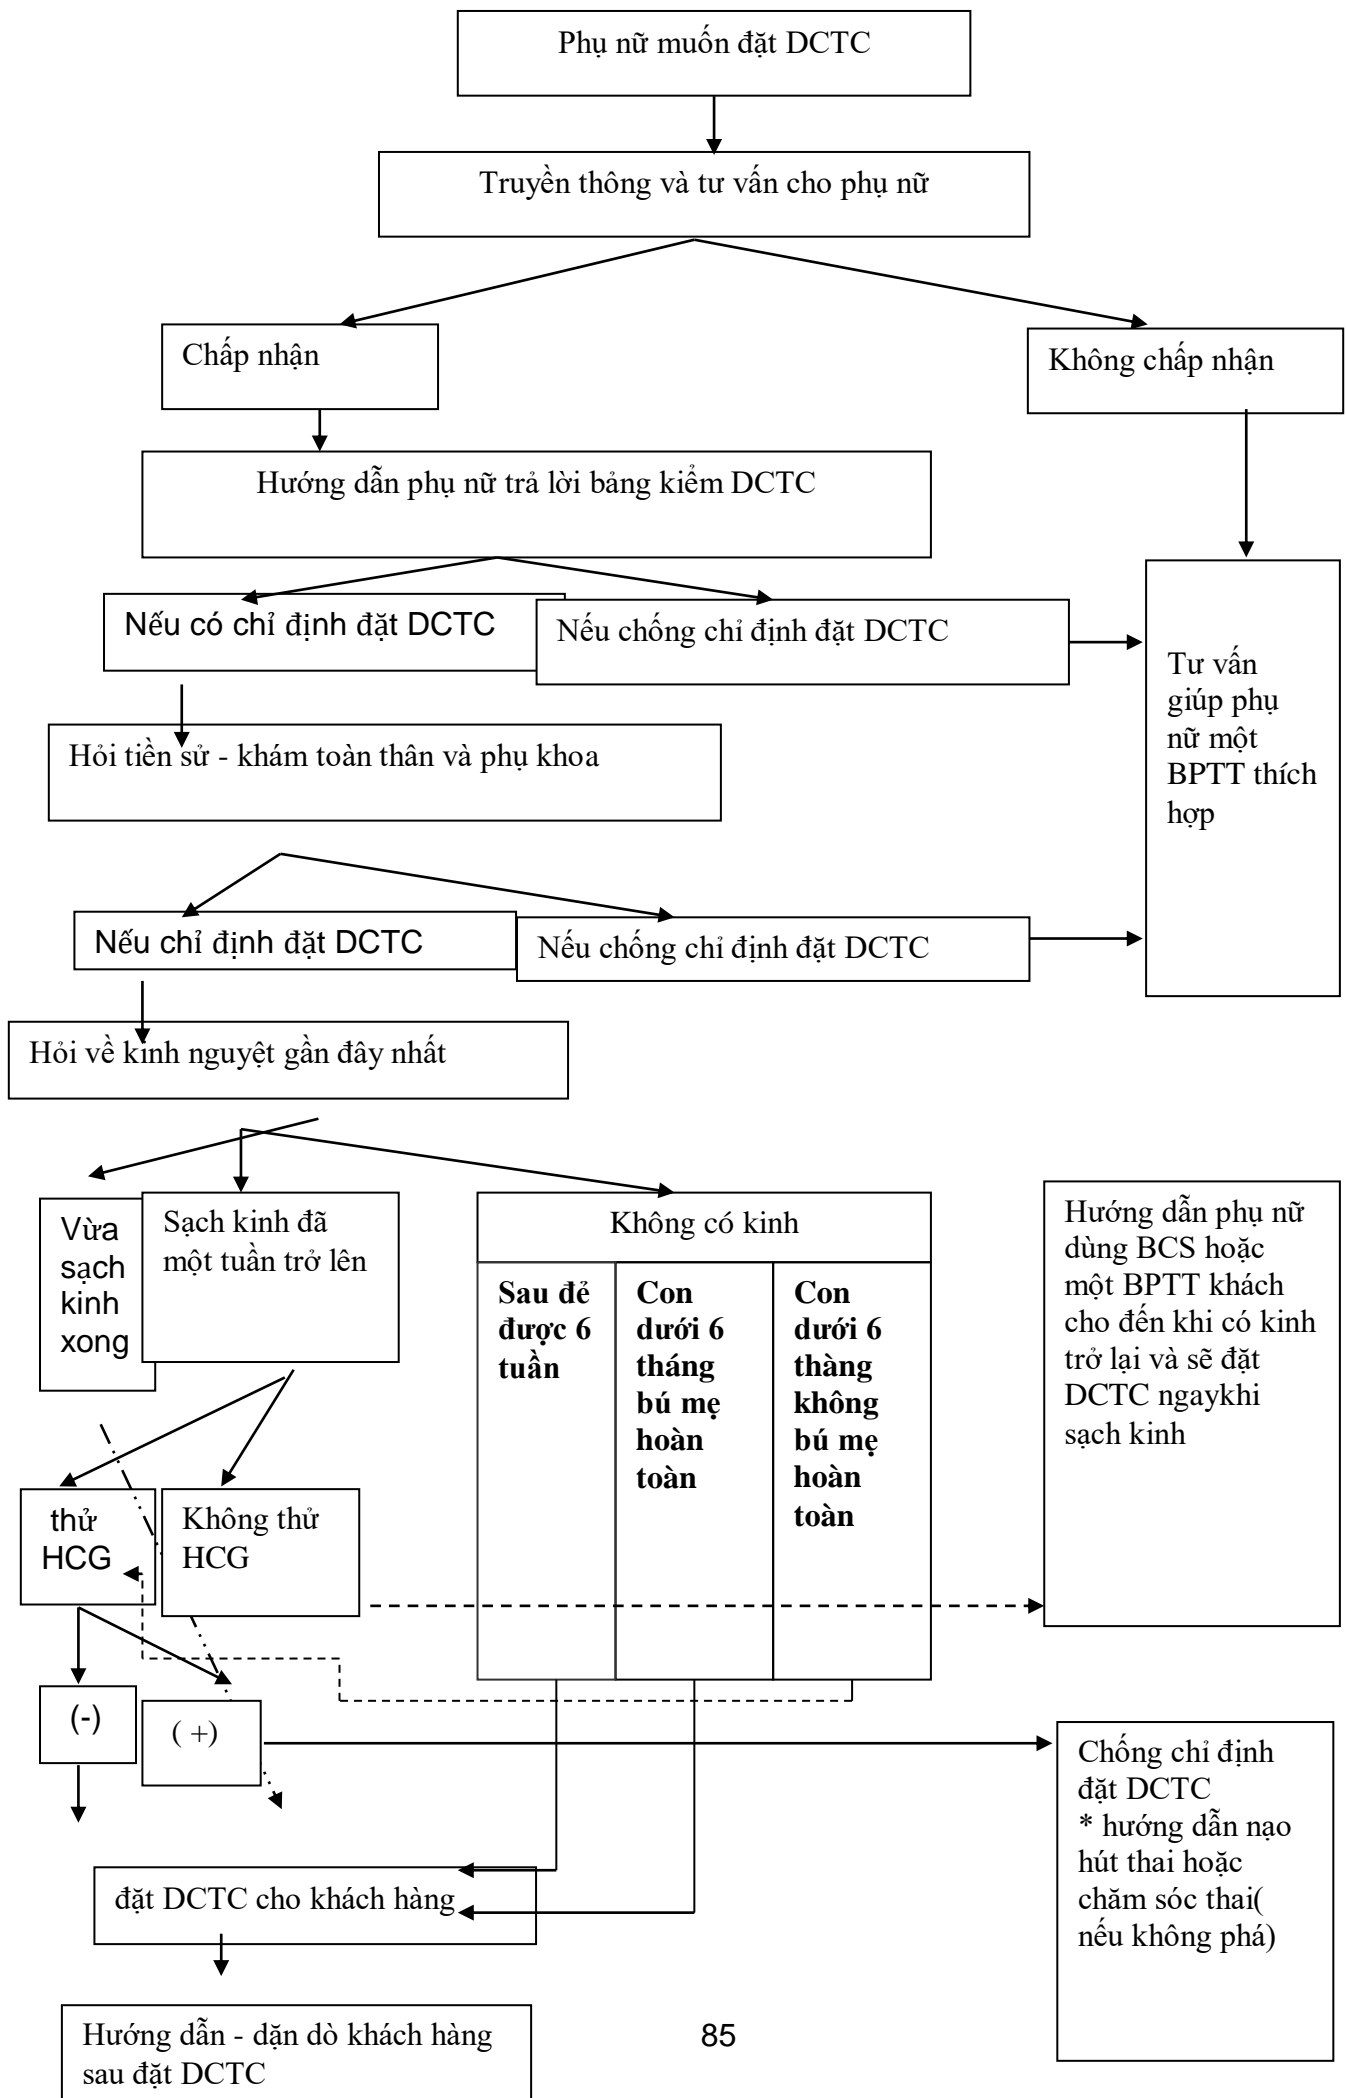 Phụ nữ muốn đặt DCTC
Truyền thông và tư vấn cho phụ nữ
Chấp nhận
Không chấp nhận
Hướng dẫn phụ nữ trả lời bảng kiểm DCTC
Nếu có chỉ định đặt DCTC
Nếu chống chỉ định đặt DCTC
Tư vấn
giúp phụ
nữ một
BPTT thích
hợp
Hỏi tiền sử - khám toàn thân và phụ khoa
Nếu chỉ định đặt DCTC
Nếu chống chỉ định đặt DCTC
Hỏi về kinh nguyệt gần đây nhất
Vừa
sạch
kinh
xong
Sạch kinh đã
một tuần trở lên
Không có kinh
Sau đẻ
được 6
tuần
Con
dưới 6
tháng
bú mẹ
hoàn
toàn
Con
dưới 6
thàng
không
bú mẹ
hoàn
toàn
Hướng dẫn phụ nữ
dùng BCS hoặc
một BPTT khách
cho đến khi có kinh
trở lại và sẽ đặt
DCTC ngaykhi
sạch kinh
thử
HCG
Không thử
HCG
(-)
( +)
Chống chỉ định
đặt DCTC
* hướng dẫn nạo
hút thai hoặc
chăm sóc thai(
nếu không phá)
đặt DCTC cho khách hàng
Hướng dẫn - dặn dò khách hàng
sau đặt DCTC
85